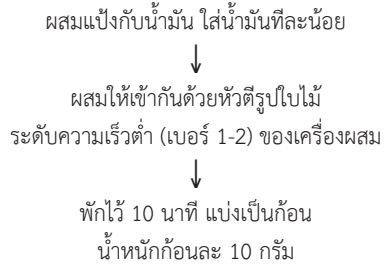 ผสมแป้งกับน้ำมัน ใส่น้ำมันทีละน้อย
ผสมให้เข้ากันด้วยหัวตีรูปใบไม้
ระดับความเร็วต่ำ (เบอร์ 1-2) ของเครื่องผสม
พักไว้ 10 นาที แบ่งเป็นก้อน
น้ำหนักก้อนละ 10 กรัม